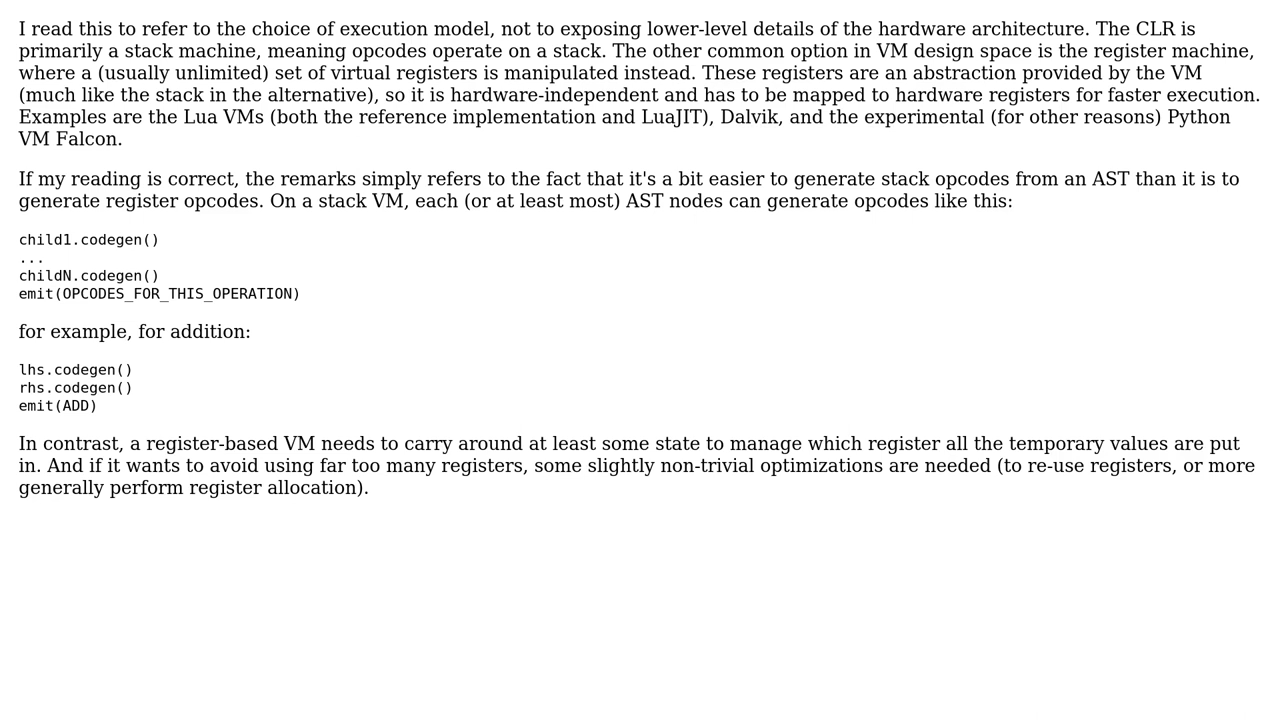 I read this to refer to the choice of execution model, not to exposing lower-level details of the hardware architecture. The CLR is
primarily a stack machine, meaning opcodes operate on a stack. The other common option in VM design space is the register machine,
where a (usually unlimited) set of virtual registers is manipulated instead. These registers are an abstraction provided by the VM
(much like the stack in the alternative), so it is hardware-independent and has to be mapped to hardware registers for faster execution.
Examples are the Lua VMs (both the reference implementation and LuaJIT), Dalvik, and the experimental (for other reasons) Python
VM Falcon.
If my reading is correct, the remarks simply refers to the fact that it's a bit easier to generate stack opcodes from an AST than it is to
generate register opcodes. On a stack VM, each (or at least most) AST nodes can generate opcodes like this:
child1.codegen()
...
childN.codegen()
emit(OPCODES_FOR_THIS_OPERATION)
for example, for addition:
lhs.codegen()
rhs.codegen()
emit(ADD)
In contrast, a register-based VM needs to carry around at least some state to manage which register all the temporary values are put
in. And if it wants to avoid using far too many registers, some slightly non-trivial optimizations are needed (to re-use registers, or more
generally perform register allocation).